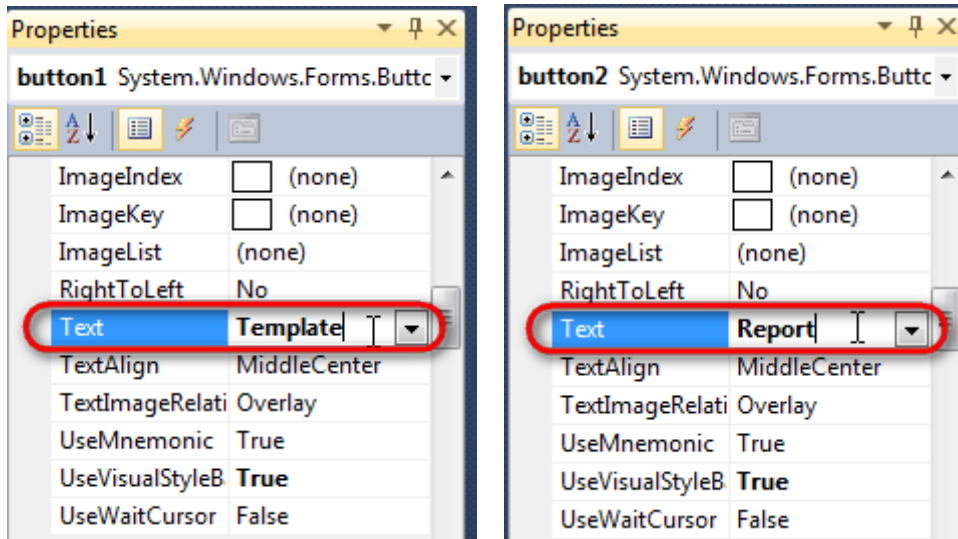 Properties
button1 System.Windows.Forms.Buttc
ImageIndex (none)
ImageKey (none)
ImageList (none)
RightToLeft No
Text Template
TextAlign MiddleCenter
TextImageRelati Overlay
UseMnemonic True
UseVisualStyleB True
UseWaitCursor False
Properties
button2 System.Windows.Forms.Buttc
ImageIndex (none)
ImageKey (none)
ImageList (none)
RightToLeft No
Text Report
TextAlign MiddleCenter
TextImageRelati Overlay
UseMnemonic True
UseVisualStyleB True
UseWaitCursor False